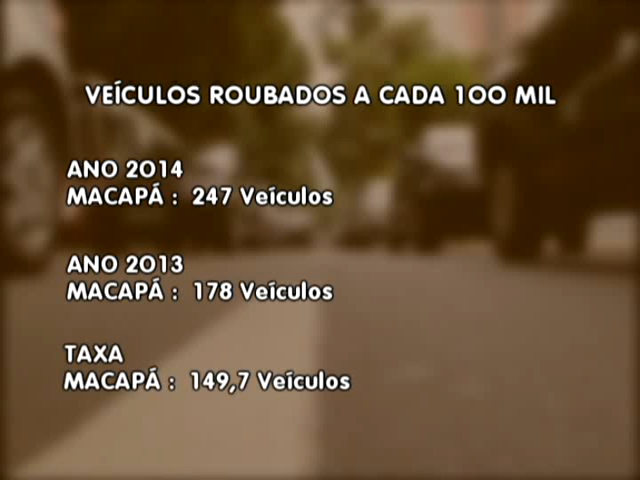 VEÍCULOS ROUBADOS A CADA 100 MIL
ANO 2014
MACAPÁ : 247 Veículos
ANO 2013
MACAPÁ : 178 Veículos
TAXA
MACAPÁ : 149,7 Veículos